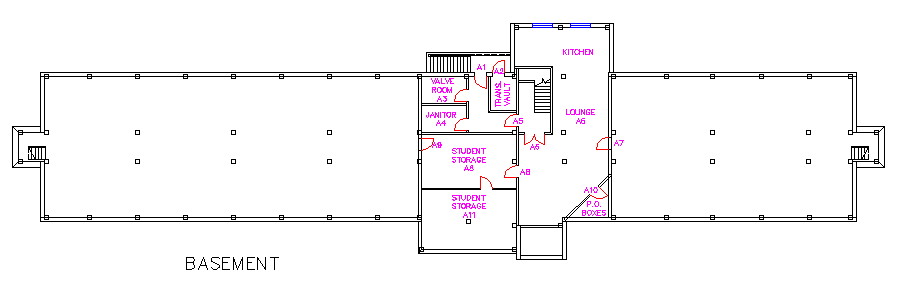 KITCHEN
A1
A2
VALVE
ROOM
A3
TRANS.
VAULT
JANITOR
A4
A5
LOUNGE
A6
A6
A7
A9
STUDENT
STORAGE
A8
A8
STUDENT
STORAGE
A11
A10
P.O.
BOXES
BASEMENT